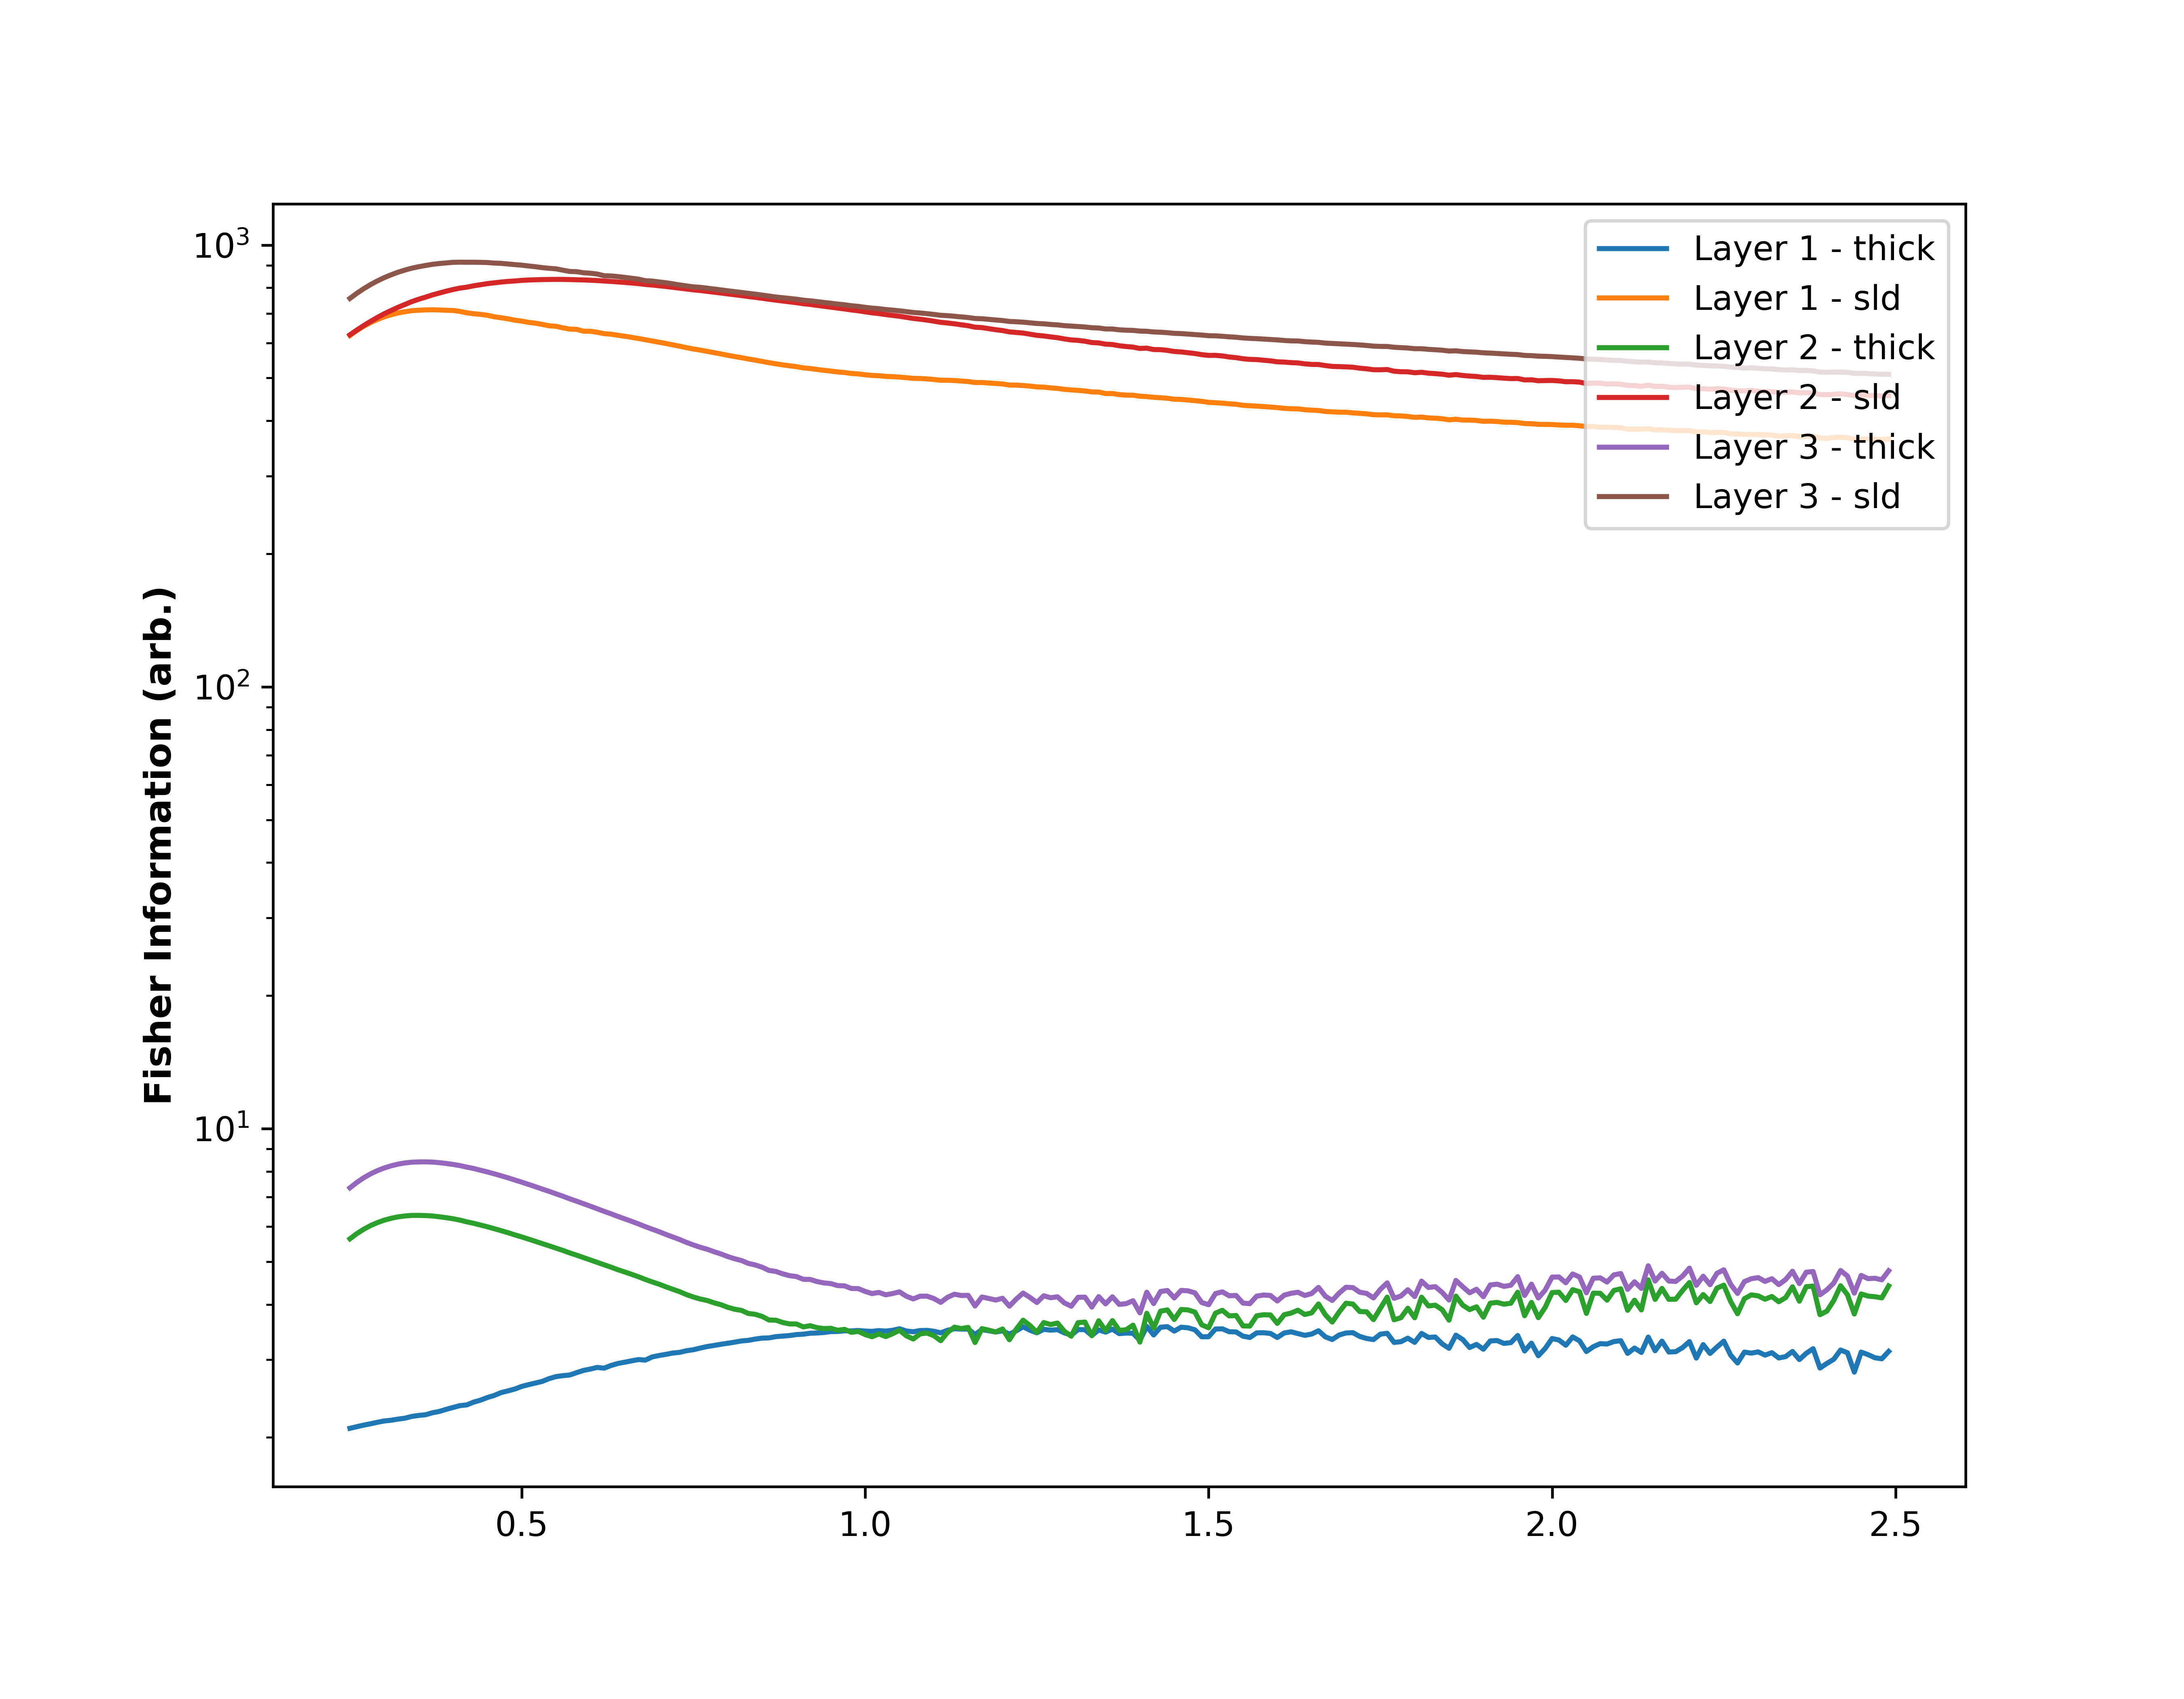 10³
10²
10¹
Fisher Information (arb.)
Layer 1 - thick
Layer 1 - sld
Layer 2 - thick
Layer 2 - sld
Layer 3 - thick
Layer 3 - sld
0.5 1.0 1.5 2.0 2.5